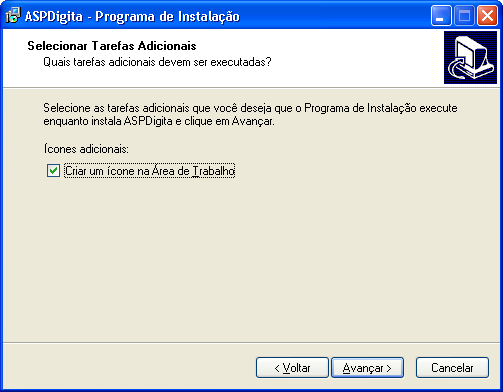 ASPDigita - Programa de Instalação
Selecionar Tarefas Adicionais
Quais tarefas adicionais devem ser executadas?
Selecione as tarefas adicionais que você deseja que o Programa de Instalação execute
enquanto instala ASPDigita e clique em Avançar.
Ícones adicionais:
Criar um ícone na Área de Trabalho
< Voltar
Avançar >
Cancelar